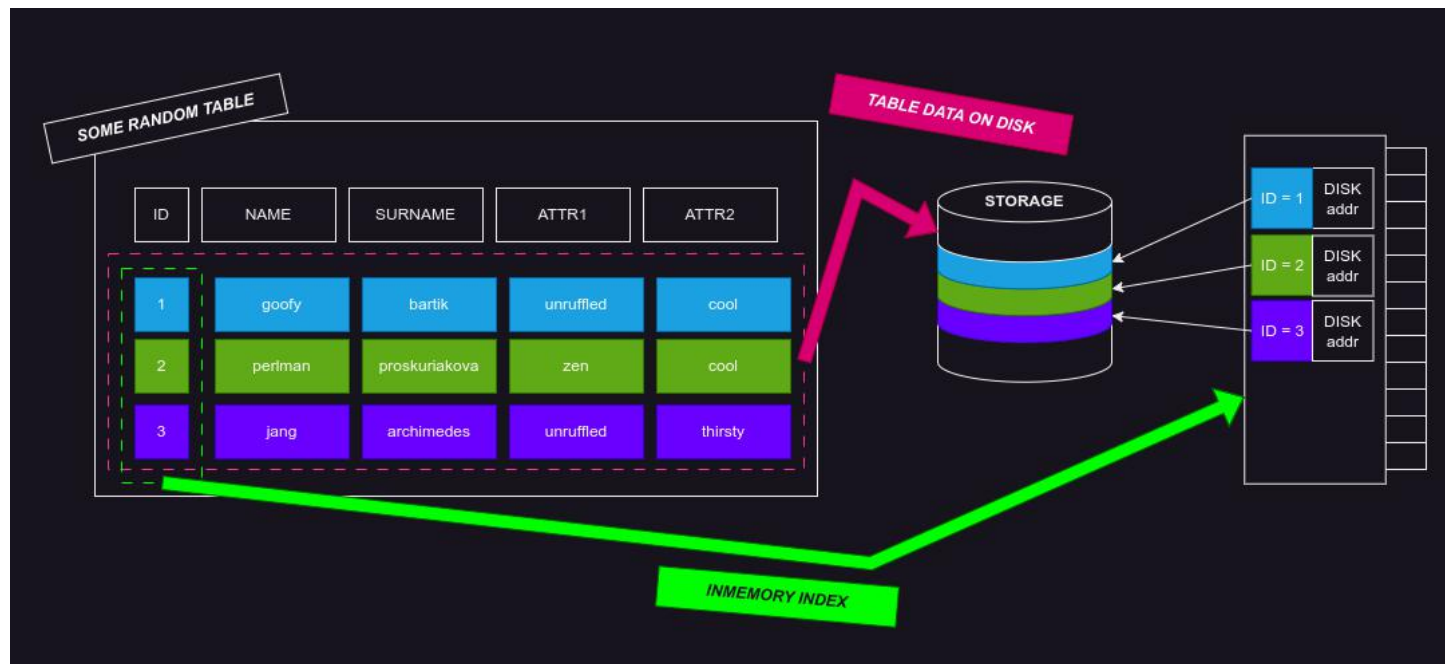 SOME RANDOM TABLE
TABLE DATA ON DISK
ID NAME SURNAME ATTR1 ATTR2
1 goofy bartik unruffled cool
2 perlman proskuriakova zen cool
3 jang archimedes unruffled thirsty
STORAGE
ID = 1 DISK
addr
ID = 2 DISK
addr
ID = 3 DISK
addr
INMEMORY INDEX